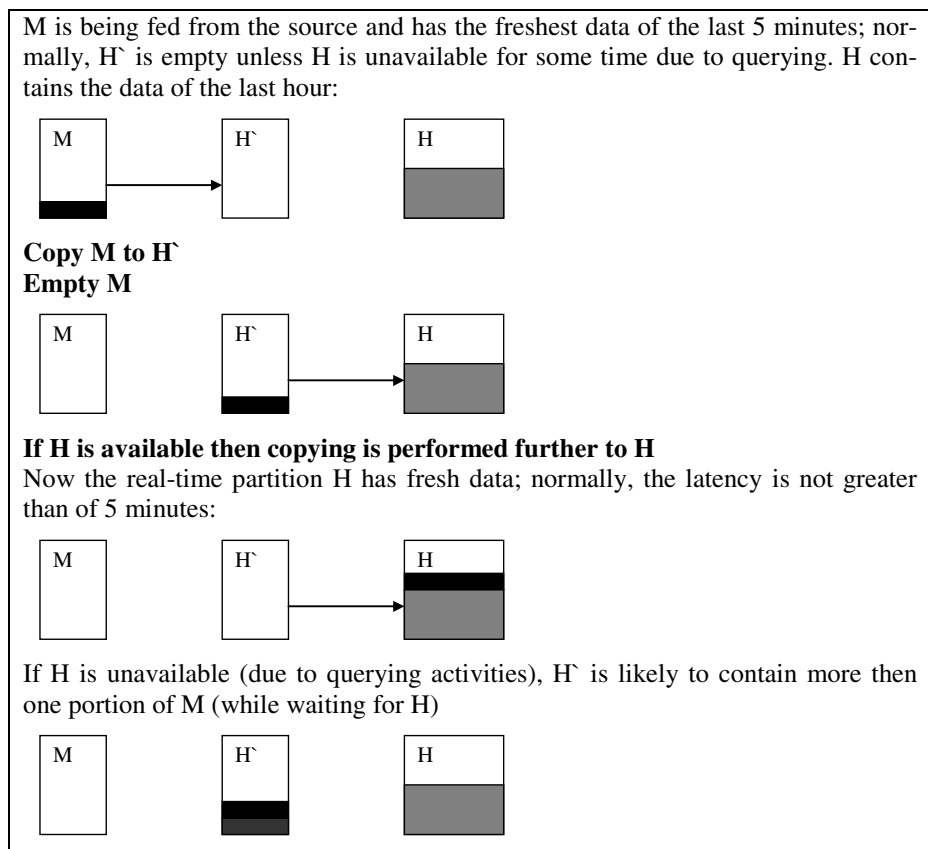 M is being fed from the source and has the freshest data of the last 5 minutes; nor-
mally, H` is empty unless H is unavailable for some time due to querying. H con-
tains the data of the last hour:
M H` H
Copy M to H`
Empty M
M H` H
If H is available then copying is performed further to H
Now the real-time partition H has fresh data; normally, the latency is not greater
than of 5 minutes:
M H` H
If H is unavailable (due to querying activities), H` is likely to contain more then
one portion of M (while waiting for H)
M H` H